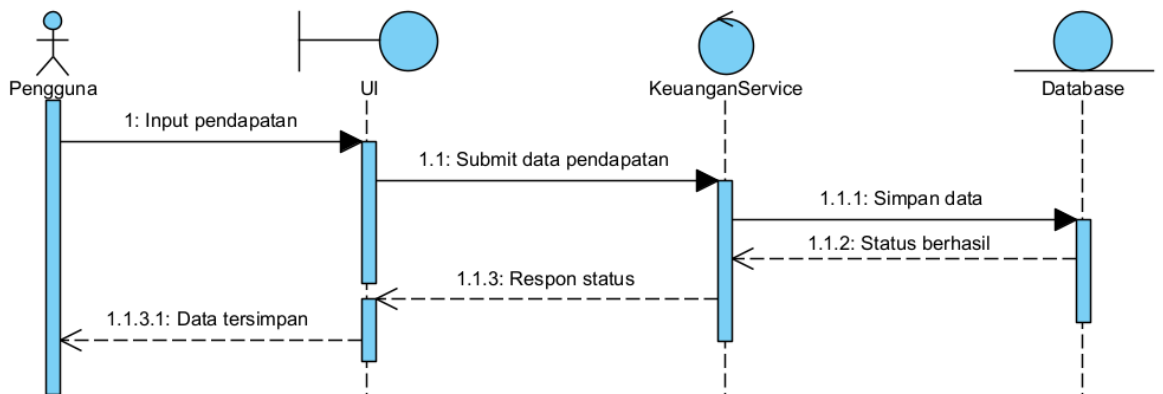 Pengguna
UI
KeuanganService
Database
1: Input pendapatan
1.1: Submit data pendapatan
1.1.1: Simpan data
1.1.2: Status berhasil
1.1.3: Respon status
1.1.3.1: Data tersimpan